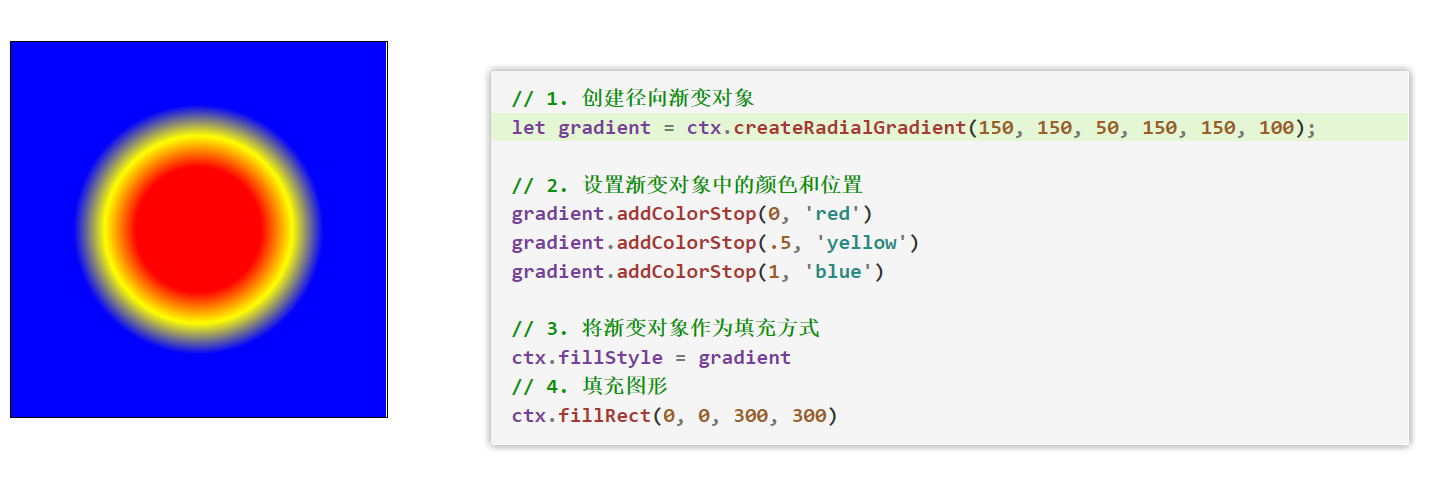 // 1. 创建径向渐变对象
let gradient = ctx.createRadialGradient(150, 150, 50, 150, 150, 100);
// 2. 设置渐变对象中的颜色和位置
gradient.addColorStop(0, 'red')
gradient.addColorStop(.5, 'yellow')
gradient.addColorStop(1, 'blue')
// 3. 将渐变对象作为填充方式
ctx.fillStyle = gradient
// 4. 填充图形
ctx.fillRect(0, 0, 300, 300)